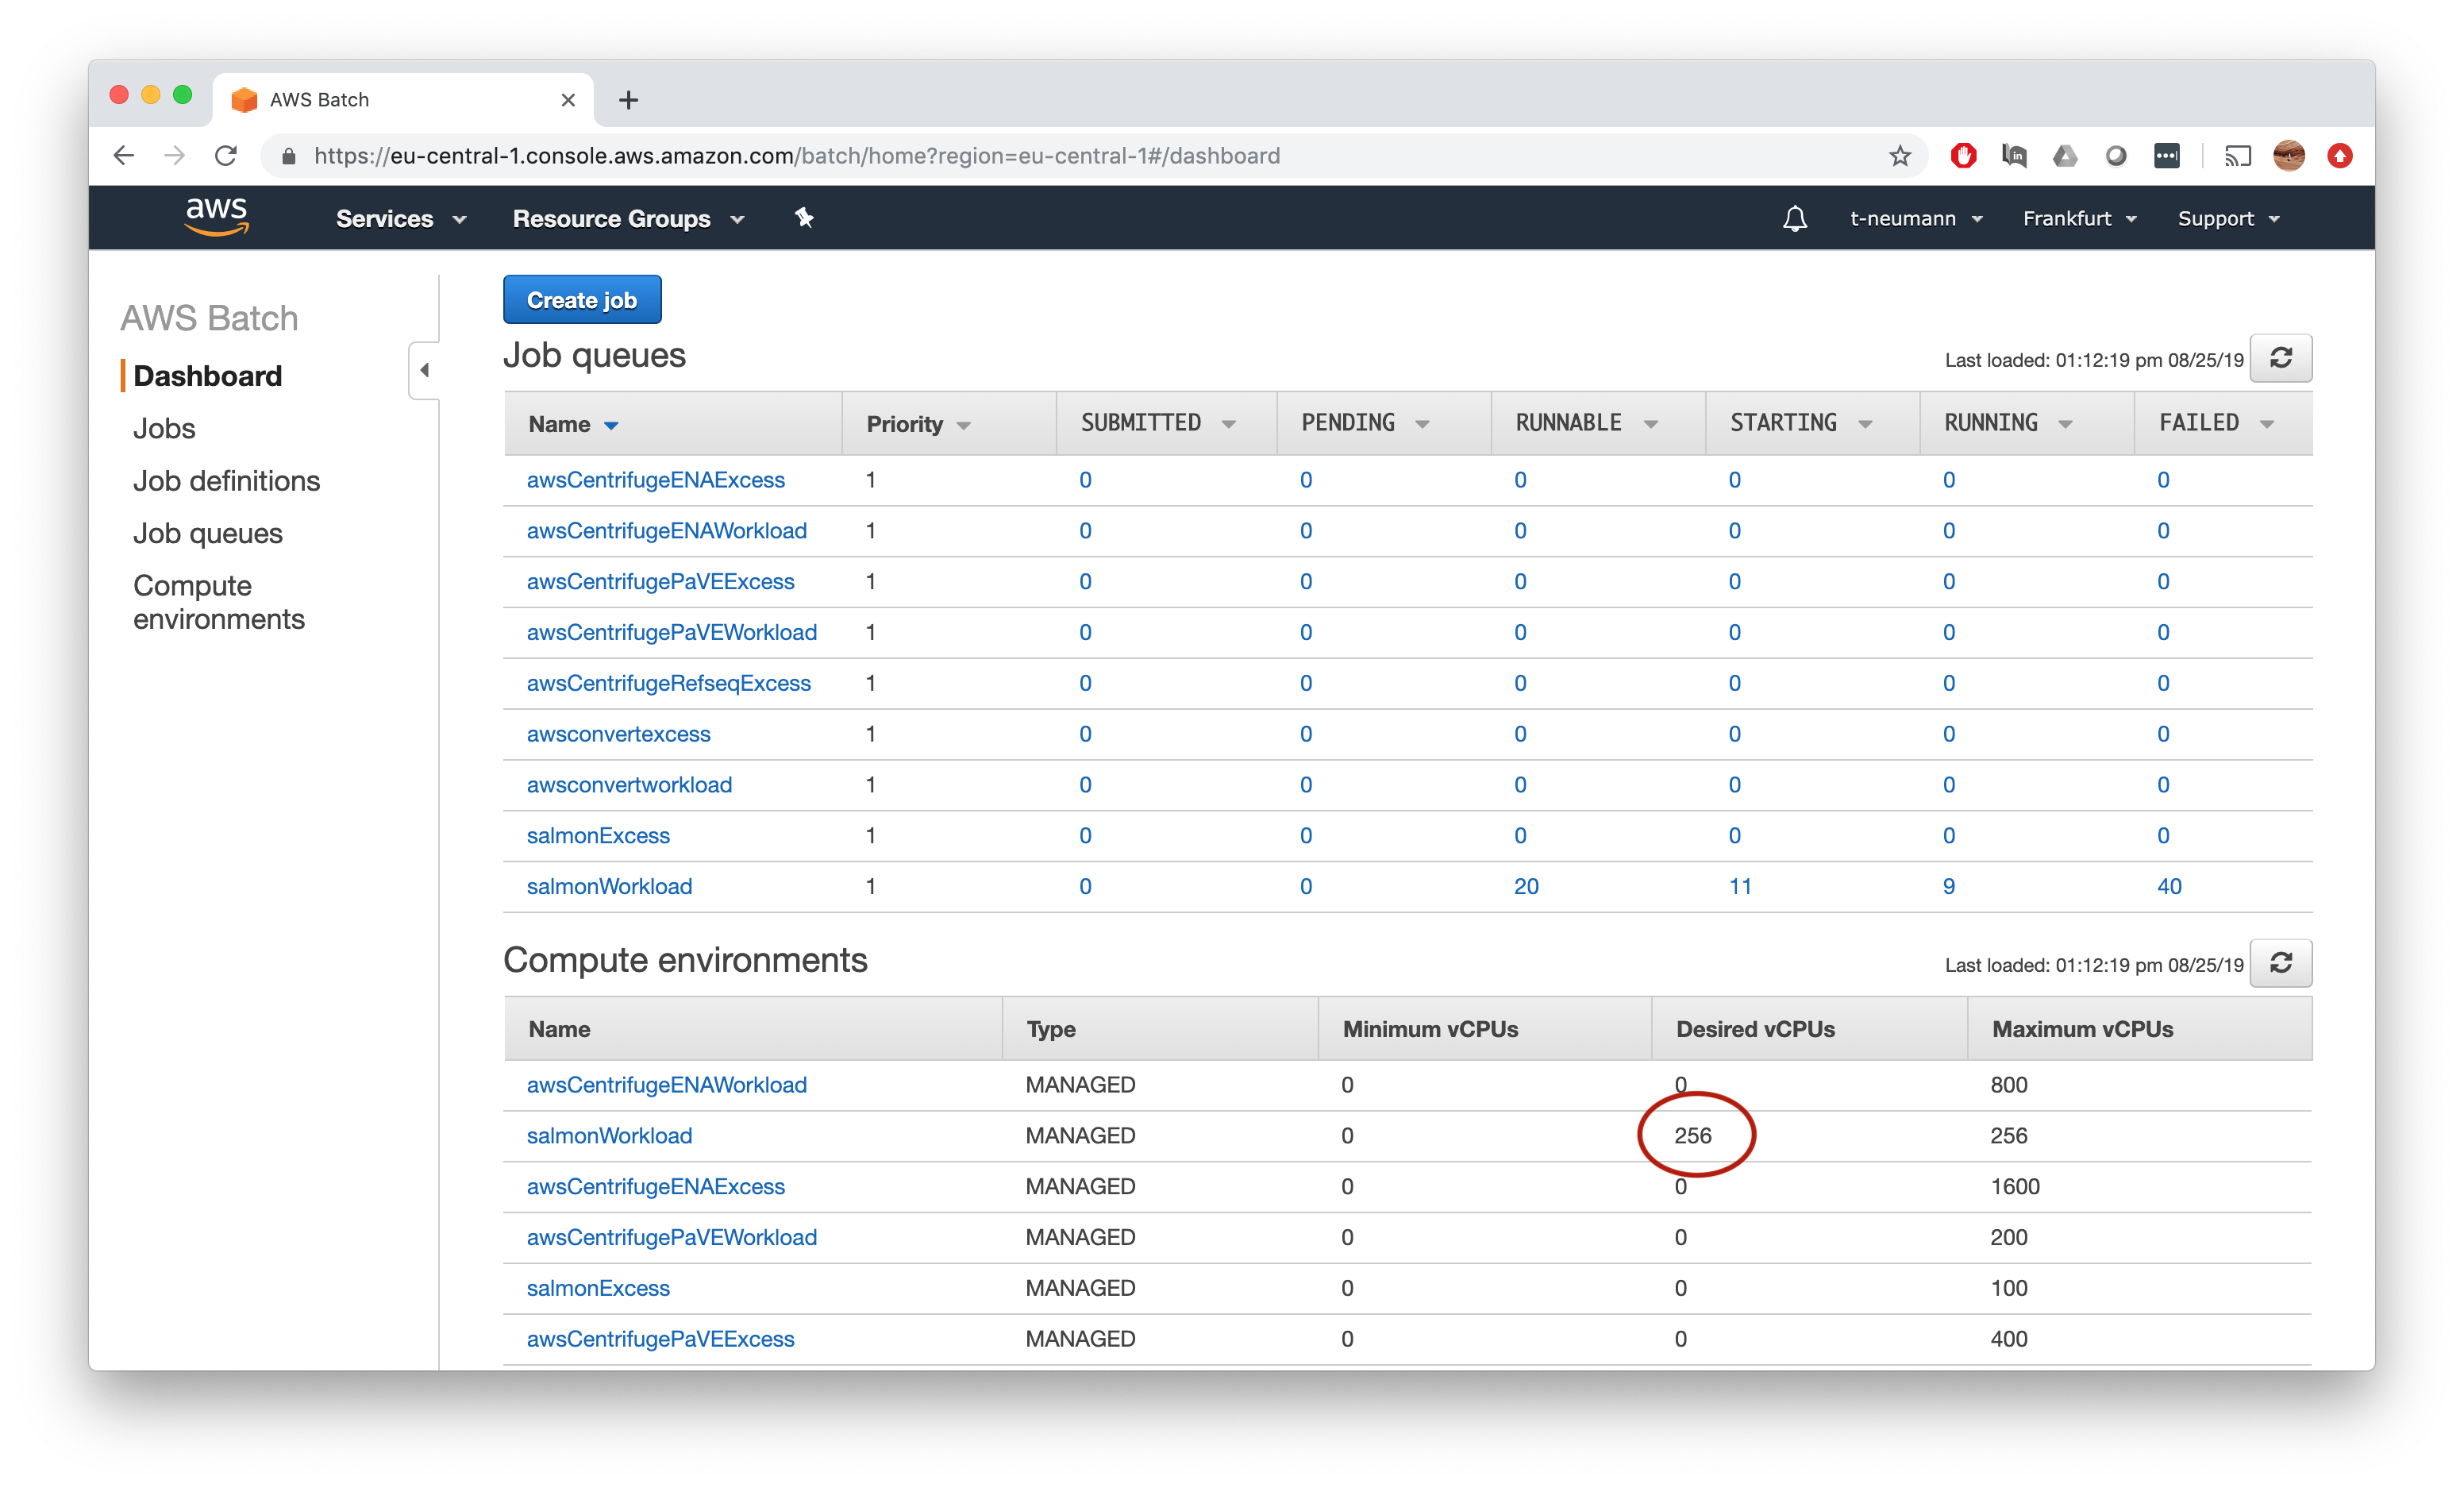 AWS Batch
https://eu-central-1.console.aws.amazon.com/batch/home?region=eu-central-1#/dashboard
aws Services Resource Groups t-neumann Frankfurt Support
AWS Batch
Dashboard
Jobs
Job definitions
Job queues
Compute
environments
Create job
Job queues
Last loaded: 01:12:19 pm 08/25/19
Name Priority SUBMITTED PENDING RUNNABLE STARTING RUNNING FAILED
awsCentrifugeENAExcess 1 0 0 0 0 0 0
awsCentrifugeENAWorkload 1 0 0 0 0 0 0
awsCentrifugePaVEExcess 1 0 0 0 0 0 0
awsCentrifugePaVEWorkload 1 0 0 0 0 0 0
awsCentrifugeRefseqExcess 1 0 0 0 0 0 0
awsconvertexcess 1 0 0 0 0 0 0
awsconvertworkload 1 0 0 0 0 0 0
salmonExcess 1 0 0 0 0 0 0
salmonWorkload 1 0 0 20 11 9 40
Compute environments
Last loaded: 01:12:19 pm 08/25/19
Name Type Minimum vCPUs Desired vCPUs Maximum vCPUs
awsCentrifugeENAWorkload MANAGED 0 0 800
salmonWorkload MANAGED 0 256 256
awsCentrifugeENAExcess MANAGED 0 0 1600
awsCentrifugePaVEWorkload MANAGED 0 0 200
salmonExcess MANAGED 0 0 100
awsCentrifugePaVEExcess MANAGED 0 0 400